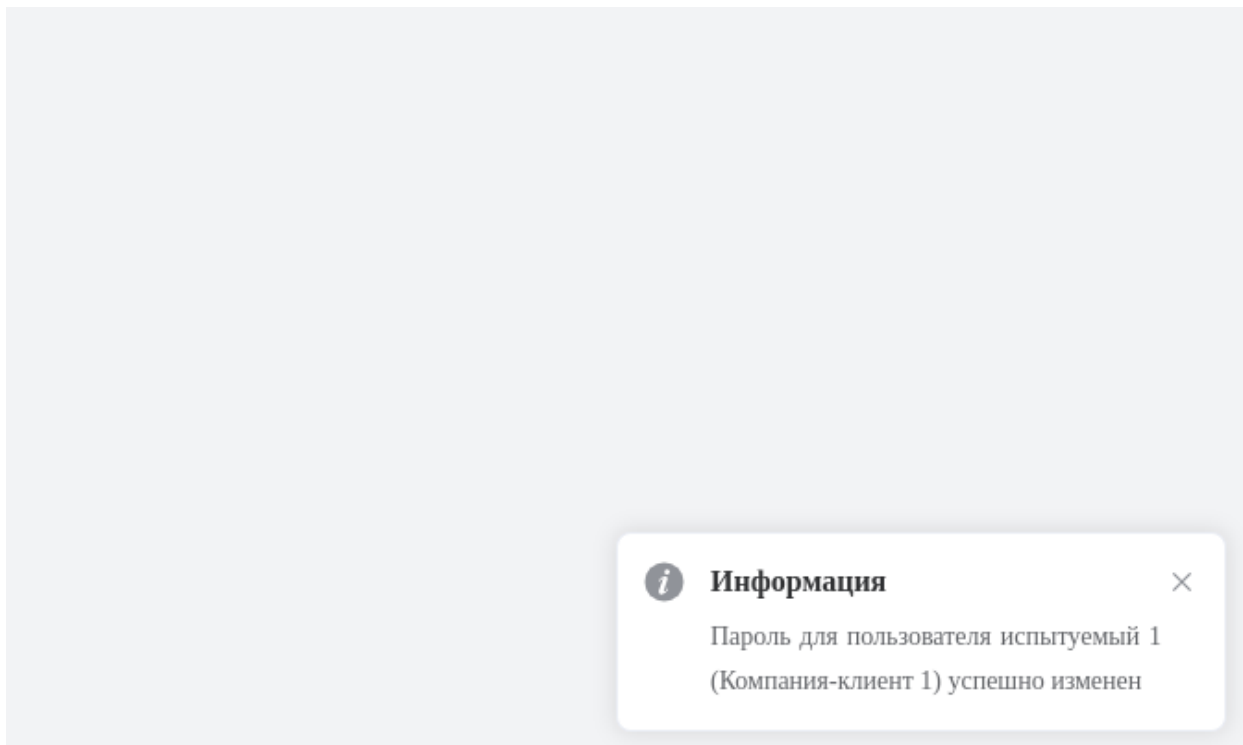 Информация
Пароль для пользователя испытуемый 1
(Компания-клиент 1) успешно изменен